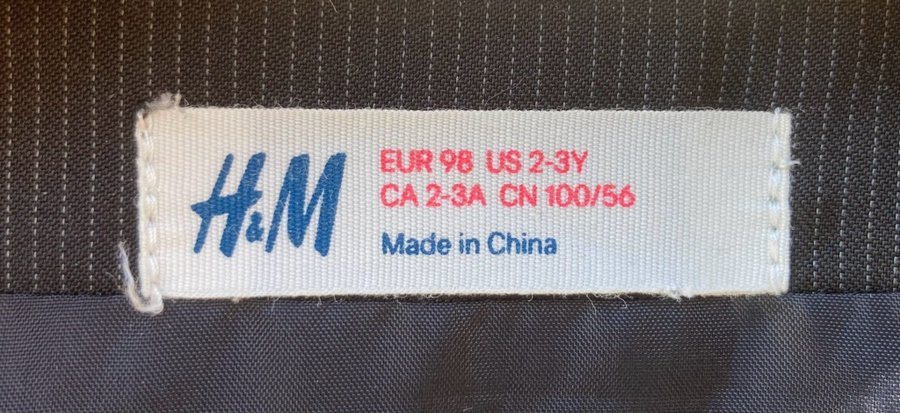 H&M
EUR 98 US 2-3Y
CA 2-3A CN 100/56
Made in China